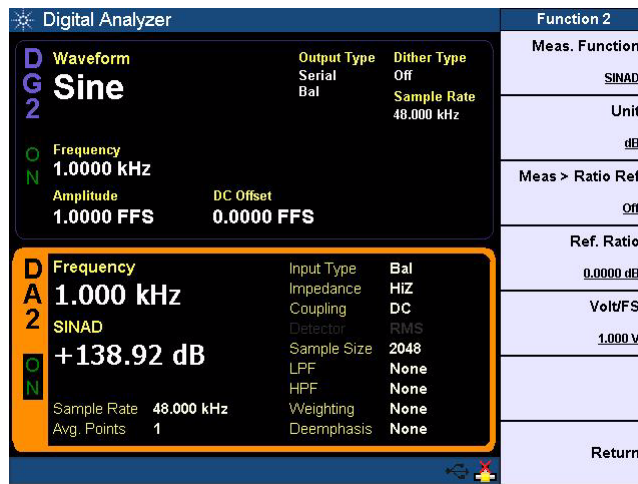 Digital Analyzer
Function 2
DG2
ON
Waveform
Sine
Output Type
Serial
Bal
Dither Type
Off
Sample Rate
48.000 kHz
Frequency
1.0000 kHz
Amplitude
1.0000 FFS
DC Offset
0.0000 FFS
DA2
ON
Frequency
1.000 kHz
SINAD
+138.92 dB
Sample Rate 48.000 kHz
Avg. Points 1
Input Type Bal
Impedance HiZ
Coupling DC
Detector RMS
Sample Size 2048
LPF None
HPF None
Weighting None
Deemphasis None
Meas. Function
SINAD
Unit
dB
Meas > Ratio Ref
Off
Ref. Ratio
0.0000 dB
Volt/FS
1.000 V
Return